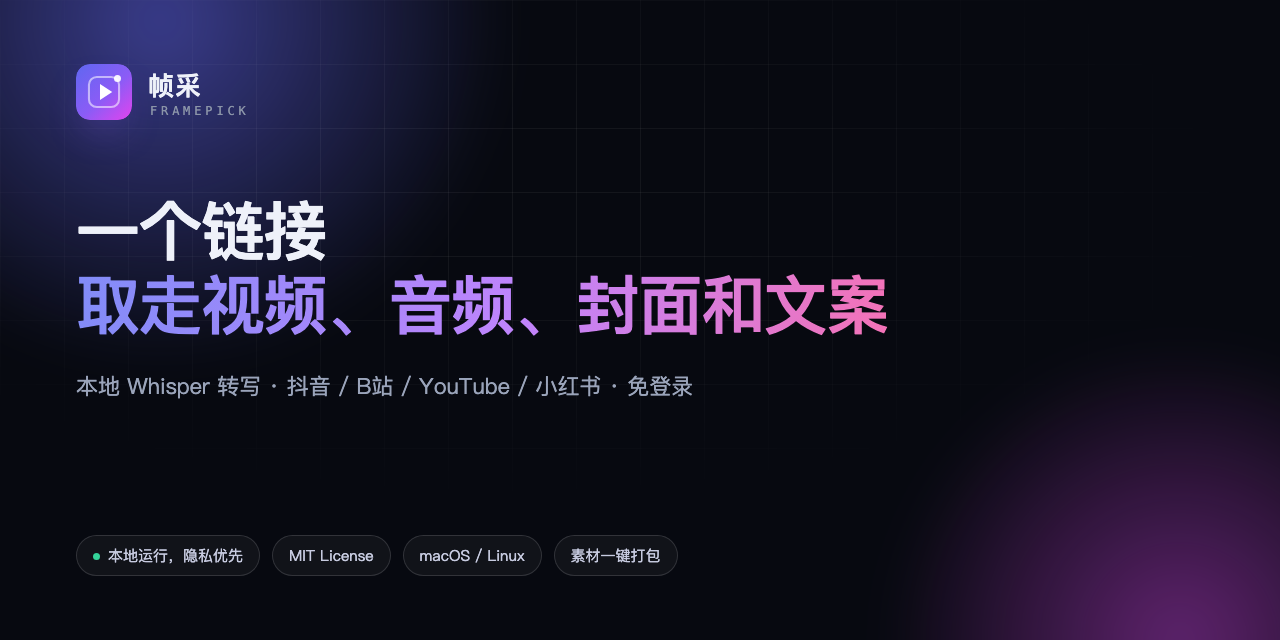 帧采
FRAMEPICK
一个链接
取走视频、音频、封面和文案
本地 Whisper 转写 · 抖音 / B站 / YouTube / 小红书 · 免登录
本地运行，隐私优先
MIT License
macOS / Linux
素材一键打包